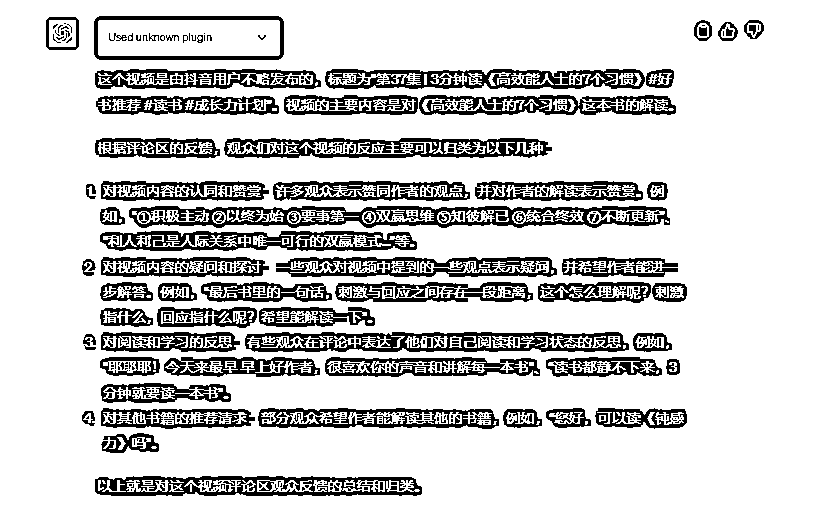 Used unknown plugin
这个视频是由抖音用户不略发布的，标题为"第37集 | 3分钟读《高效能人士的7个习惯》#好
书推荐 #读书 #成长力计划"。视频的主要内容是对《高效能人士的7个习惯》这本书的解读。
根据评论区的反馈，观众们对这个视频的反应主要可以归类为以下几种：
1. 对视频内容的认同和赞赏：许多观众表示赞同作者的观点，并对作者的解读表示赞赏。例
如，"①积极主动 ②以终为始 ③要事第一 ④双赢思维 ⑤知彼解已 ⑥统合终效 ⑦不断更新"、
"利人利己是人际关系中唯一可行的双赢模式…"等。
2. 对视频内容的疑问和探讨：一些观众对视频中提到的一些观点表示疑问，并希望作者能进一
步解答。例如，"最后书里的一句话，刺激与回应之间存在一段距离，这个怎么理解呢？刺激
指什么，回应指什么呢？希望能解读一下"。
3. 对阅读和学习的反思：有些观众在评论中表达了他们对自己阅读和学习状态的反思，例如，
"耶耶耶！今天来最早 早上好作者，很喜欢你的声音和讲解每一本书"、"读书都静不下来，3
分钟就要读一本书"。
4. 对其他书籍的推荐请求：部分观众希望作者能解读其他的书籍，例如，"您好，可以读《钝感
力》吗"。
以上就是对这个视频评论区观众反馈的总结和归类。